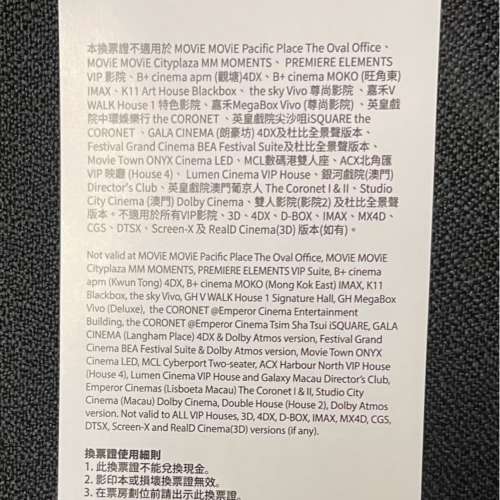 本換票證不適用於 MOViE MOViE Pacific Place The Oval Office、
MOViE MOViE Cityplaza MM MOMENTS、 PREMIERE ELEMENTS
VIP 影院、B+ cinema apm (觀塘)4DX、B+ cinema MOKO (旺角東)
IMAX、K11 Art House Blackbox、 the sky Vivo 尊尚影院 、嘉禾V
WALK House 1 特色影院、嘉禾MegaBox Vivo (尊尚影院) 、英皇戲
院中環娛樂行 the CORONET 、英皇戲院尖沙咀iSQUARE the
CORONET 、GALA CINEMA (朗豪坊) 4DX及杜比全景聲版本、
Festival Grand Cinema BEA Festival Suite及杜比全景聲版本、
Movie Town ONYX Cinema LED、MCL數碼港雙人座、ACX北角匯
VIP 映廳 (House 4)、 Lumen Cinema VIP House、銀河戲院(澳門)
Director's Club、英皇戲院澳門葡京人 The Coronet I & II、Studio
City Cinema (澳門) Dolby Cinema、雙人影院(影院2) 及杜比全景聲
版本。不適用於所有VIP影院、3D、4DX、D-BOX、IMAX、MX4D、
CGS、DTSX、Screen-X 及 RealD Cinema(3D) 版本(如有)。
Not valid at MOViE MOViE Pacific Place The Oval Office, MOViE MOViE
Cityplaza MM MOMENTS, PREMIERE ELEMENTS VIP Suite, B+ cinema
apm (Kwun Tong) 4DX, B+ cinema MOKO (Mong Kok East) IMAX, K11
Blackbox, the sky Vivo, GH V WALK House 1 Signature Hall, GH MegaBox
Vivo (Deluxe), the CORONET @Emperor Cinema Entertainment
Building, the CORONET @Emperor Cinema Tsim Sha Tsui iSQUARE, GALA
CINEMA (Langham Place) 4DX & Dolby Atmos version, Festival Grand
Cinema BEA Festival Suite & Dolby Atmos version, Movie Town ONYX
Cinema LED, MCL Cyberport Two-seater, ACX Harbour North VIP House
(House 4), Lumen Cinema VIP House and Galaxy Macau Director's Club,
Emperor Cinemas (Lisboeta Macau) The Coronet I & II, Studio City
(Macau) Dolby Cinema, Double House (House 2), Dolby Atmos
version. Not valid to ALL VIP Houses, 3D, 4DX, D-BOX, IMAX, MX4D, CGS,
DTSX, Screen-X and RealD Cinema(3D) versions (if any).
換票證使用細則
1. 此換票證不能兌換現金。
2. 影印本或損壞換票證無效。
3. 在票房劃位前請出示此換票證。